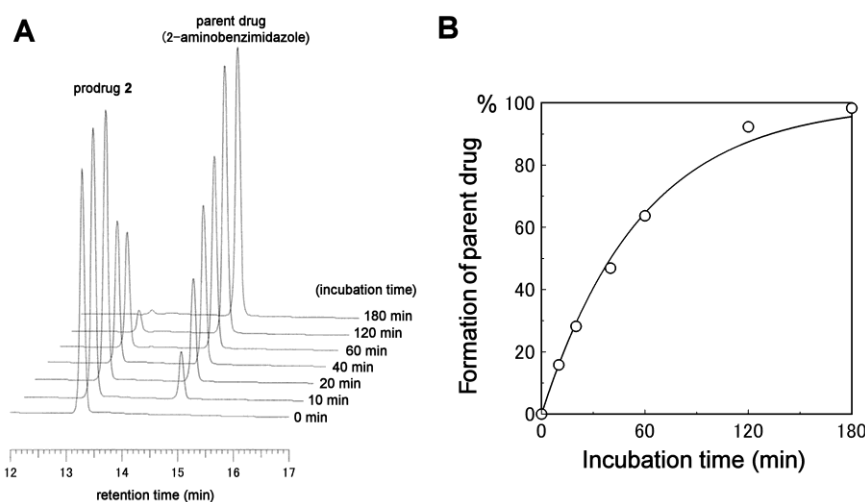 A
parent drug
(2-aminobenzimidazole)
prodrug 2
(incubation time)
180 min
120 min
60 min
40 min
20 min
10 min
0 min
12 13 14 15 16 17
retention time (min)
B
%
100
80
60
40
20
0
0 60 120 180
Formation of parent drug
Incubation time (min)